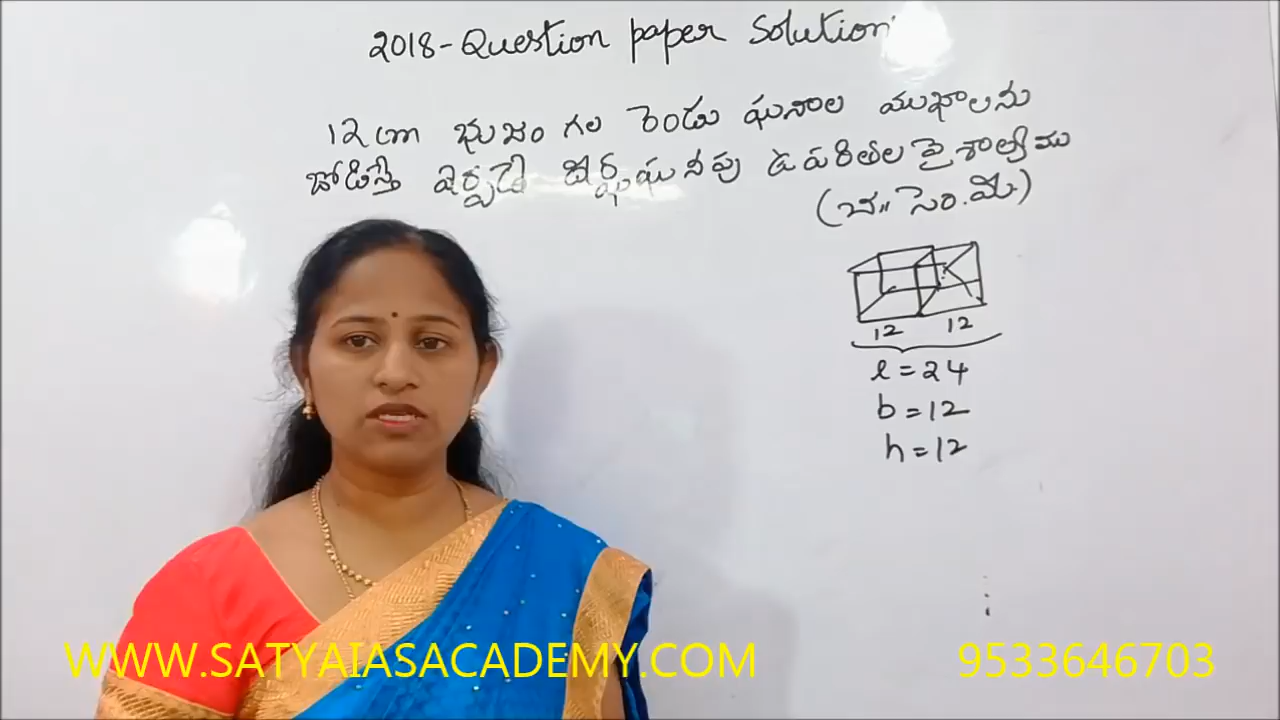 2018-Question paper Solution
12 cm భుజం గల రెండు ఘనాల ముఖాలను
జోడిస్తే ఏర్పడే దీర్ఘఘనపు ఉపరితల వైశాల్యము
(చ॥ సెం.మీ)
12 12
l = 24
b = 12
h = 12
WWW.SATYAIASACADEMY.COM 9533646703